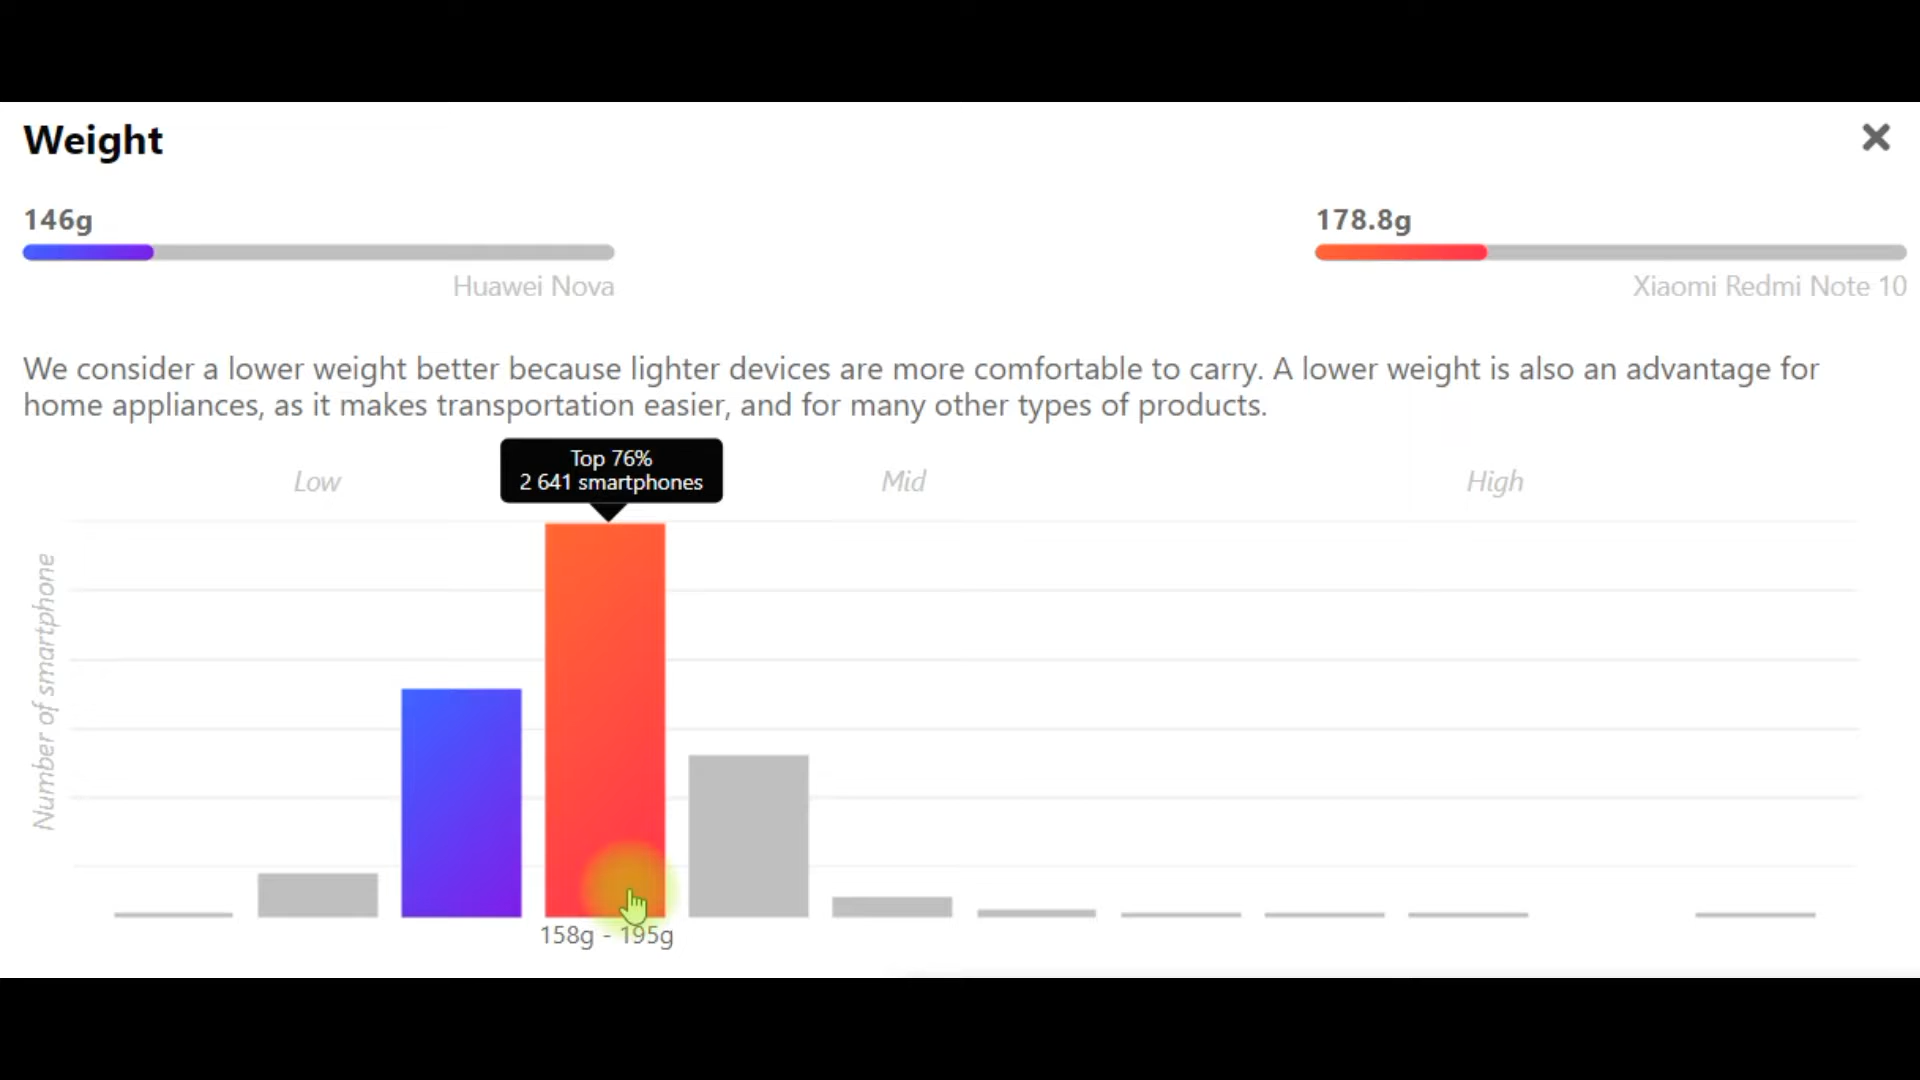 Weight
146g
Huawei Nova
178.8g
Xiaomi Redmi Note 10
We consider a lower weight better because lighter devices are more comfortable to carry. A lower weight is also an advantage for
home appliances, as it makes transportation easier, and for many other types of products.
Top 76%
2 641 smartphones
Low
Mid
High
Number of smartphone
158g - 195g